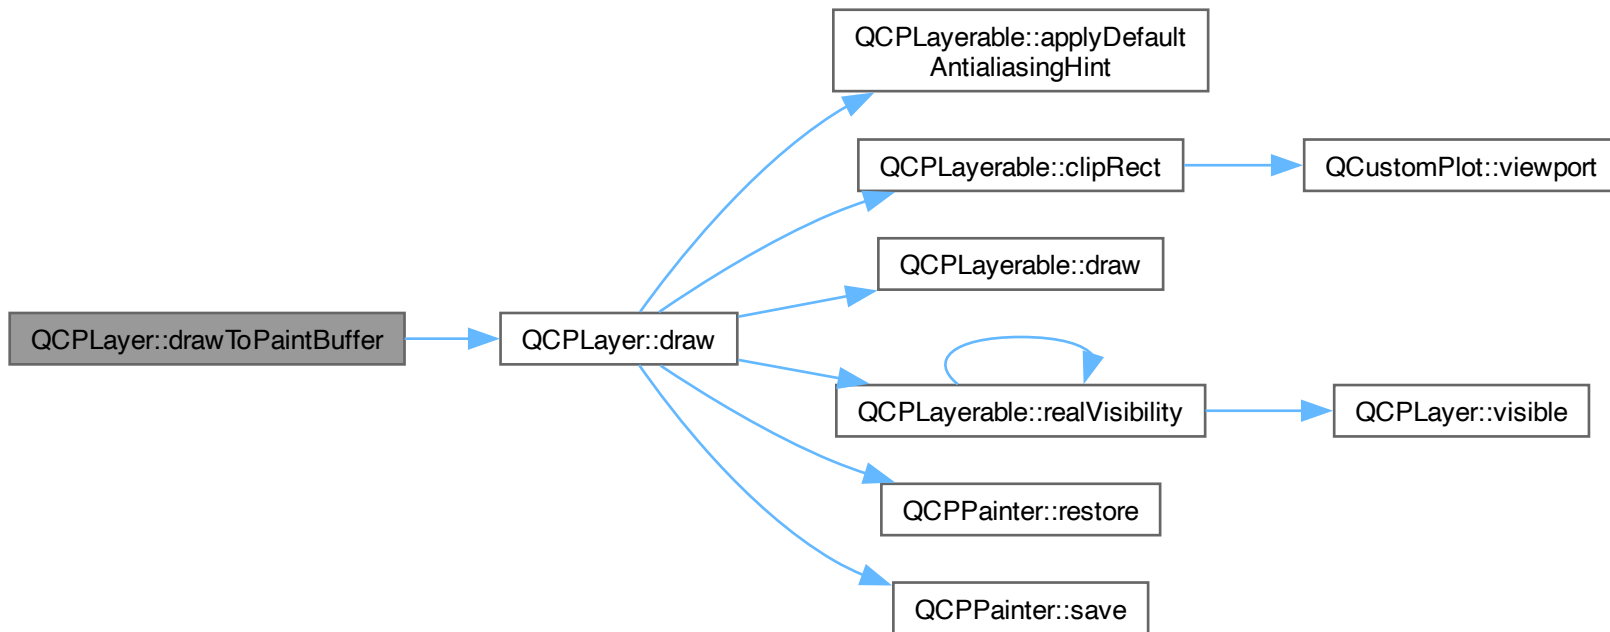 QCPLayerable::applyDefault
AntialiasingHint
QCPLayerable::clipRect
QCustomPlot::viewport
QCPLayerable::draw
QCPLayer::drawToPaintBuffer
QCPLayer::draw
QCPLayerable::realVisibility
QCPLayer::visible
QCPPainter::restore
QCPPainter::save